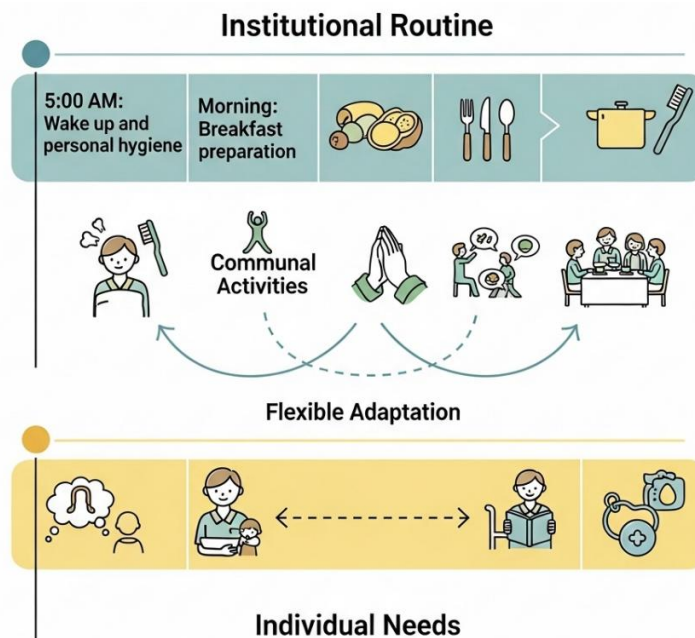 Institutional Routine
5:00 AM:
Wake up and
personal hygiene
Morning:
Breakfast
preparation
Communal
Activities
Flexible Adaptation
Individual Needs